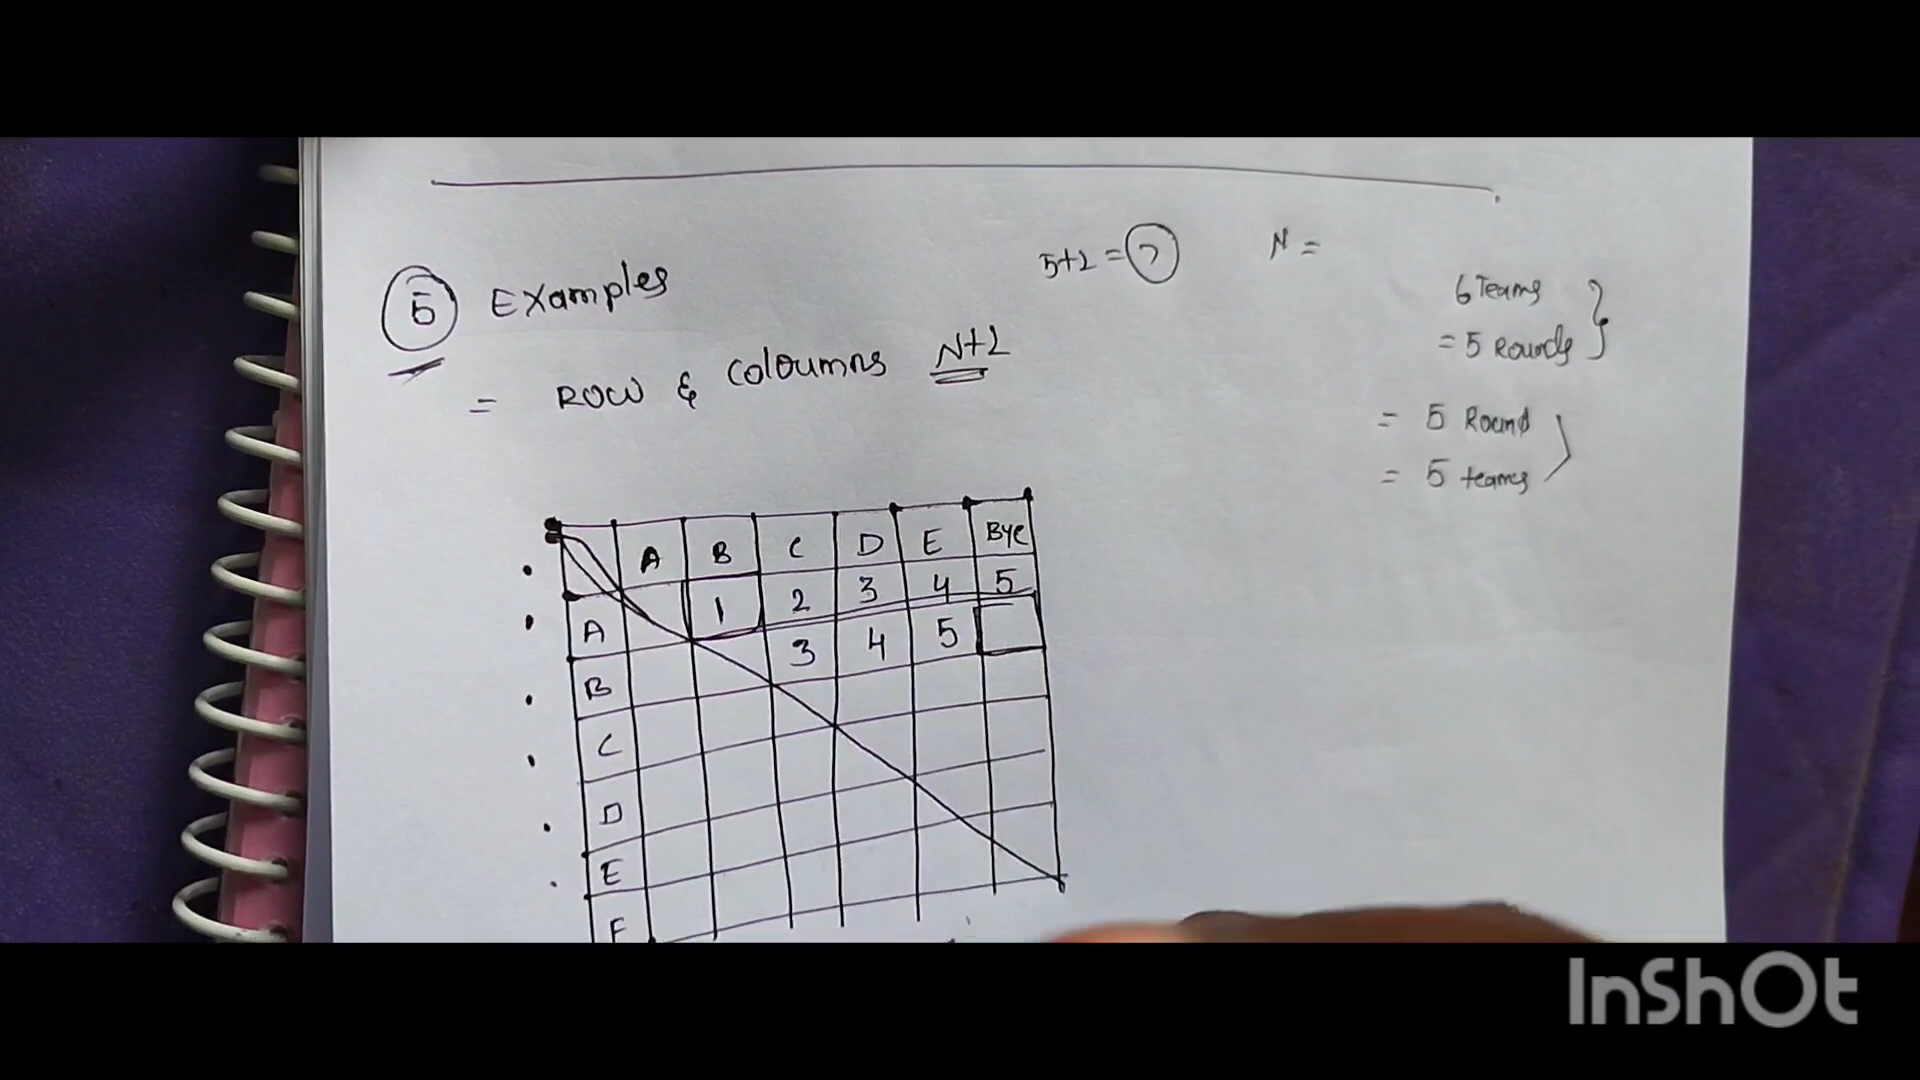 5+2 = 7
N =
5 Examples
6 Teams
= 5 Rounds
= ROW & Coloumns N+2
= 5 Round
= 5 teams
A B C D E Bye
A 1 2 3 4 5
B 3 4 5
C
D
E
F
InShOt